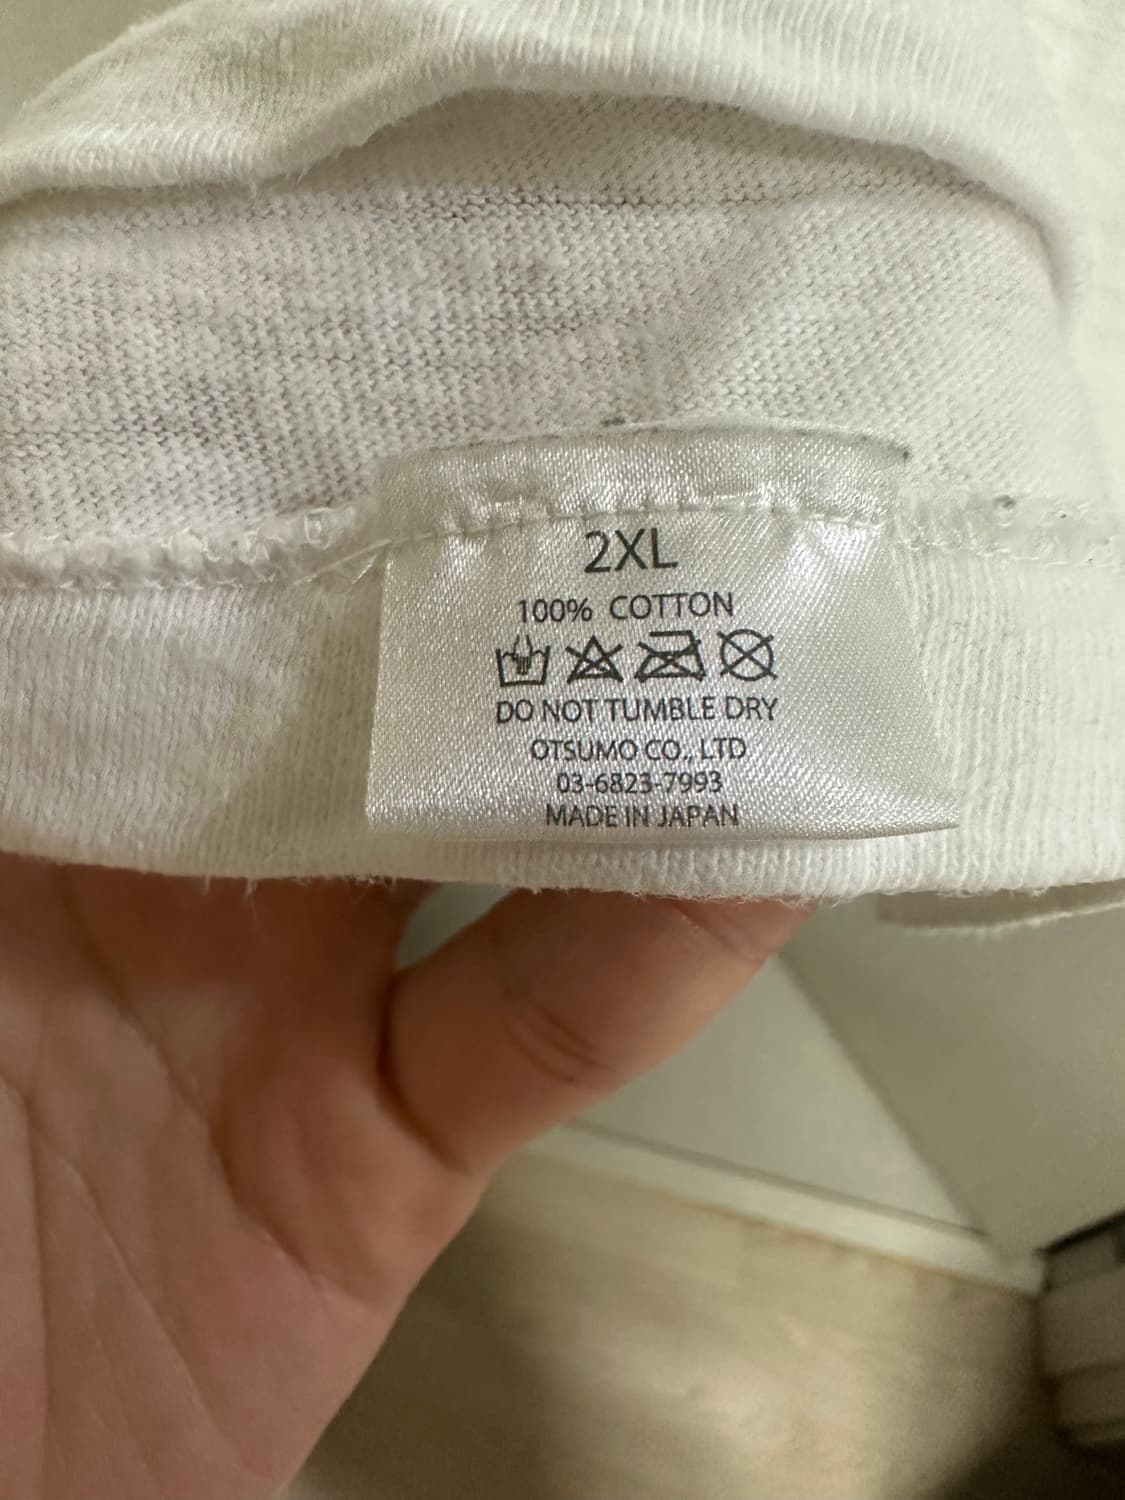 2XL
100% COTTON
DO NOT TUMBLE DRY
OTSUMO CO., LTD
03-6823-7993
MADE IN JAPAN